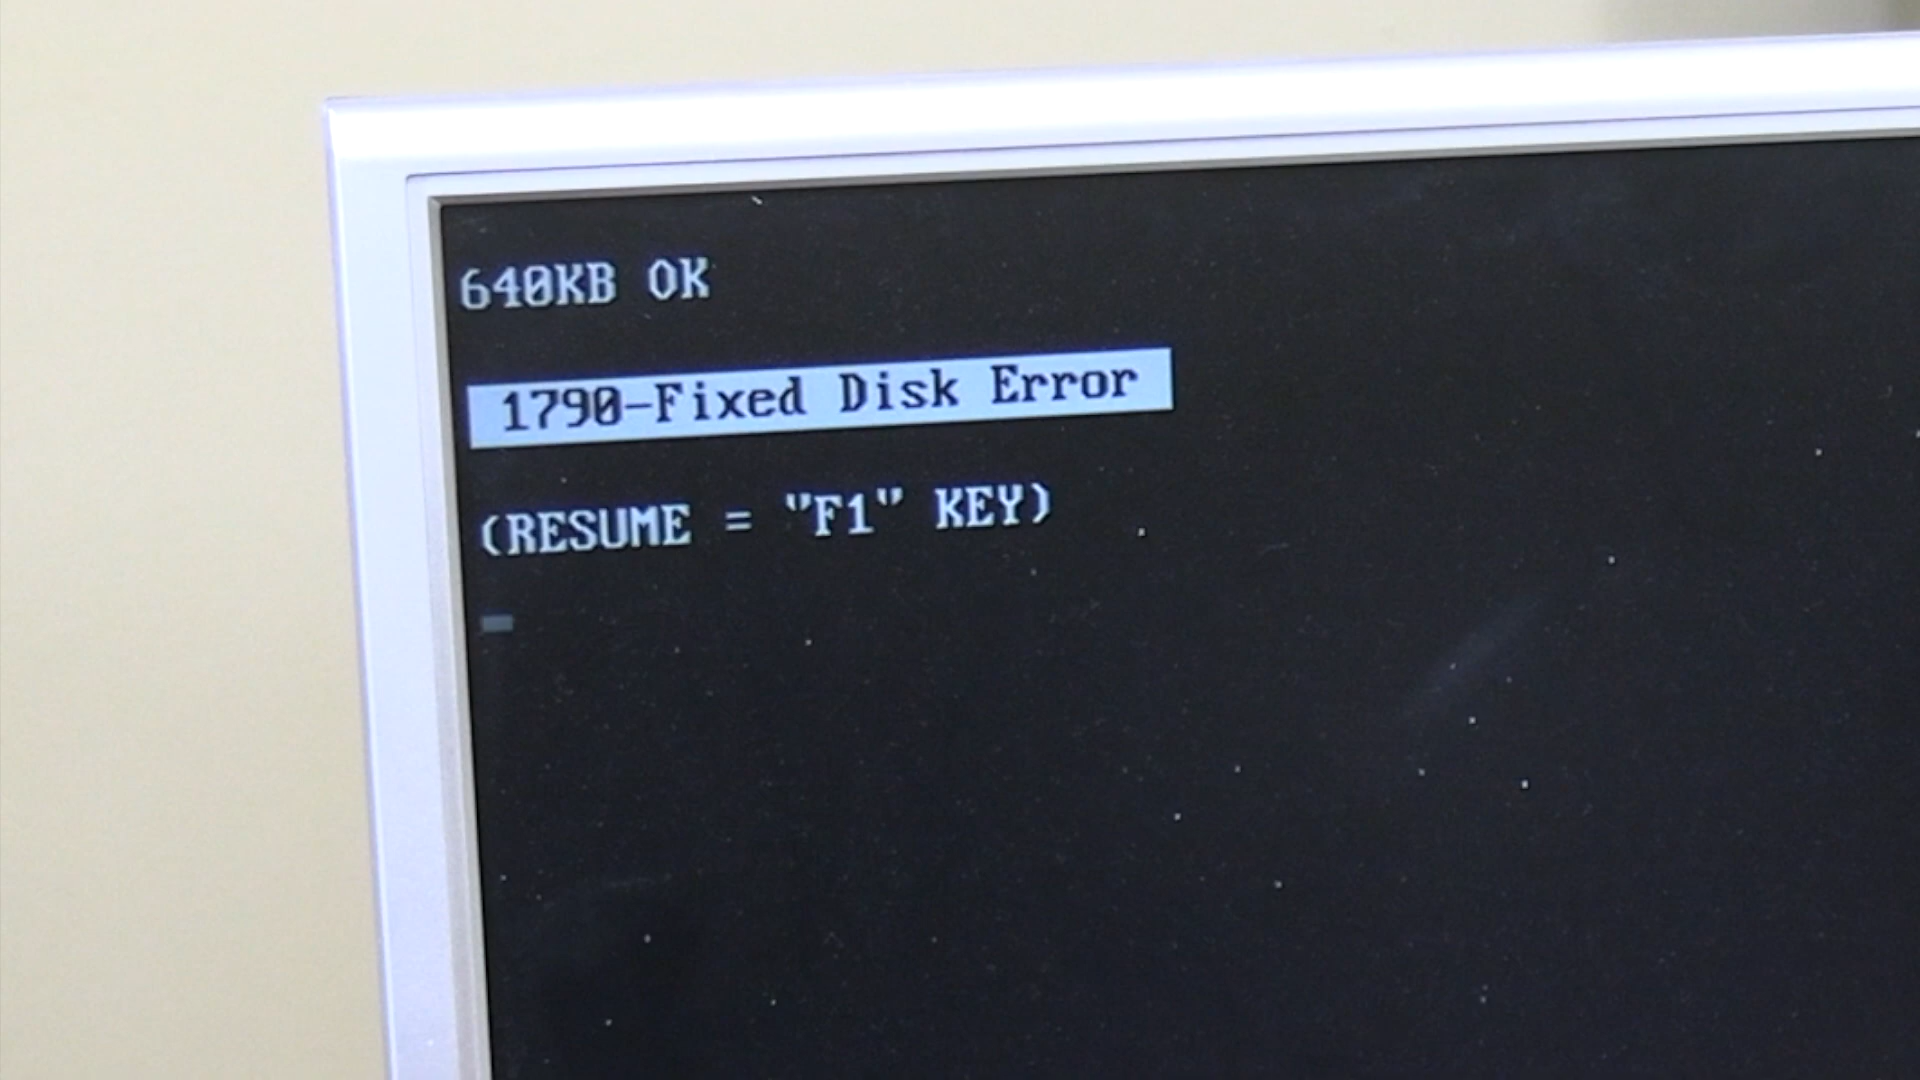 640KB OK
1790-Fixed Disk Error
(RESUME = "F1" KEY)